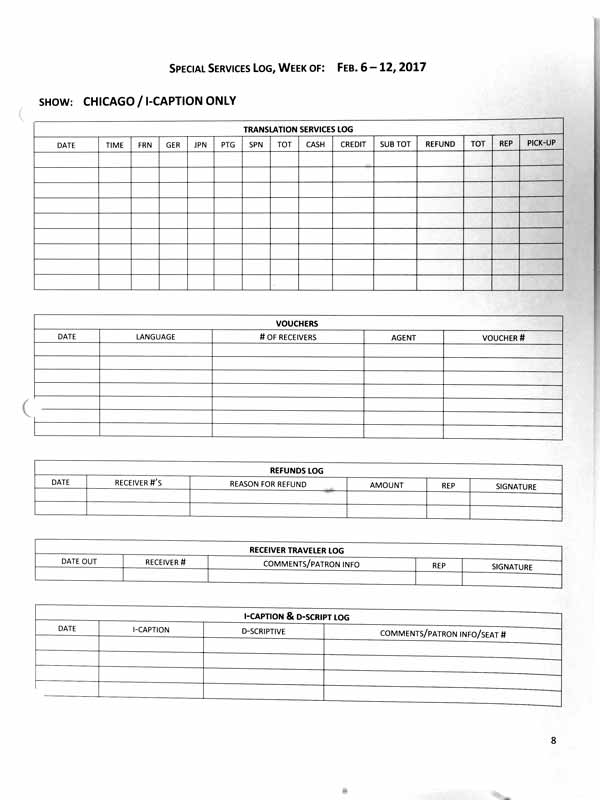 SPECIAL SERVICES LOG, WEEK OF: FEB. 6 – 12, 2017
SHOW: CHICAGO / I-CAPTION ONLY
TRANSLATION SERVICES LOG
DATE TIME FRN GER JPN PTG SPN TOT CASH CREDIT SUB TOT REFUND TOT REP PICK-UP
VOUCHERS
DATE LANGUAGE # OF RECEIVERS AGENT VOUCHER #
REFUNDS LOG
DATE RECEIVER #'S REASON FOR REFUND AMOUNT REP SIGNATURE
RECEIVER TRAVELER LOG
DATE OUT RECEIVER # COMMENTS/PATRON INFO REP SIGNATURE
I-CAPTION & D-SCRIPT LOG
DATE I-CAPTION D-SCRIPTIVE COMMENTS/PATRON INFO/SEAT #
8